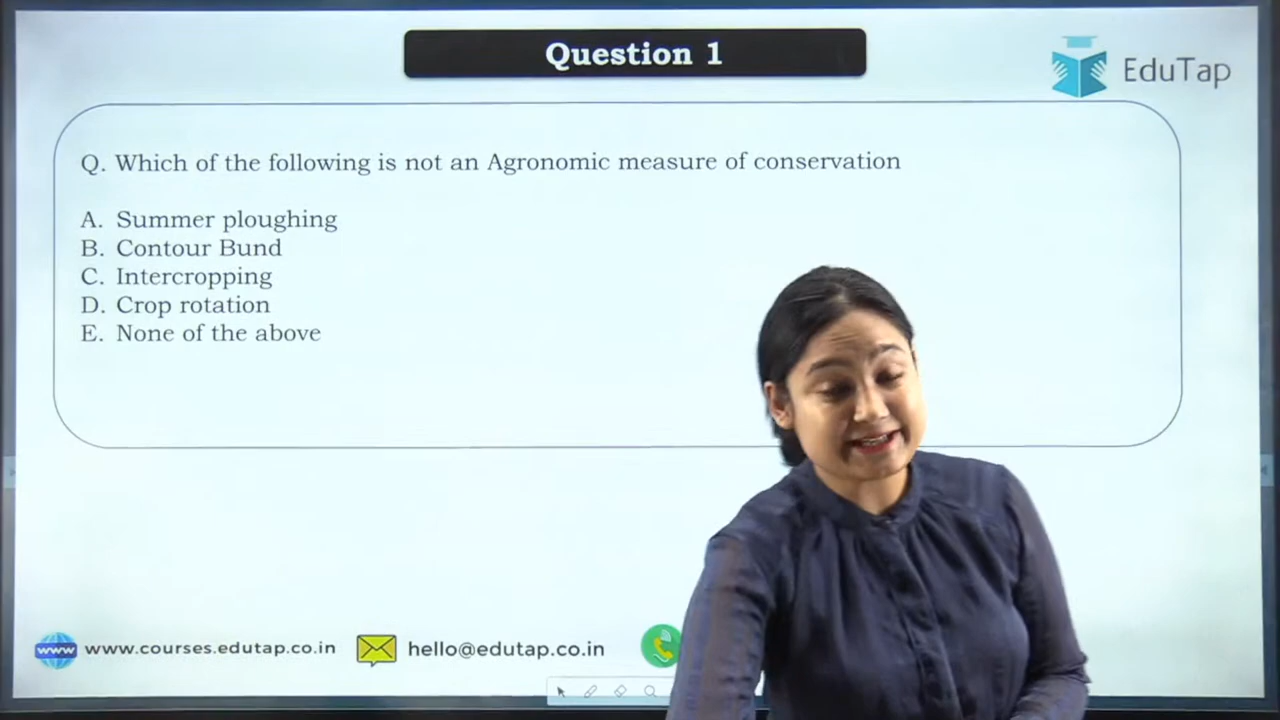 Question 1
EduTap
Q. Which of the following is not an Agronomic measure of conservation
A. Summer ploughing
B. Contour Bund
C. Intercropping
D. Crop rotation
E. None of the above
www www.courses.edutap.co.in
hello@edutap.co.in